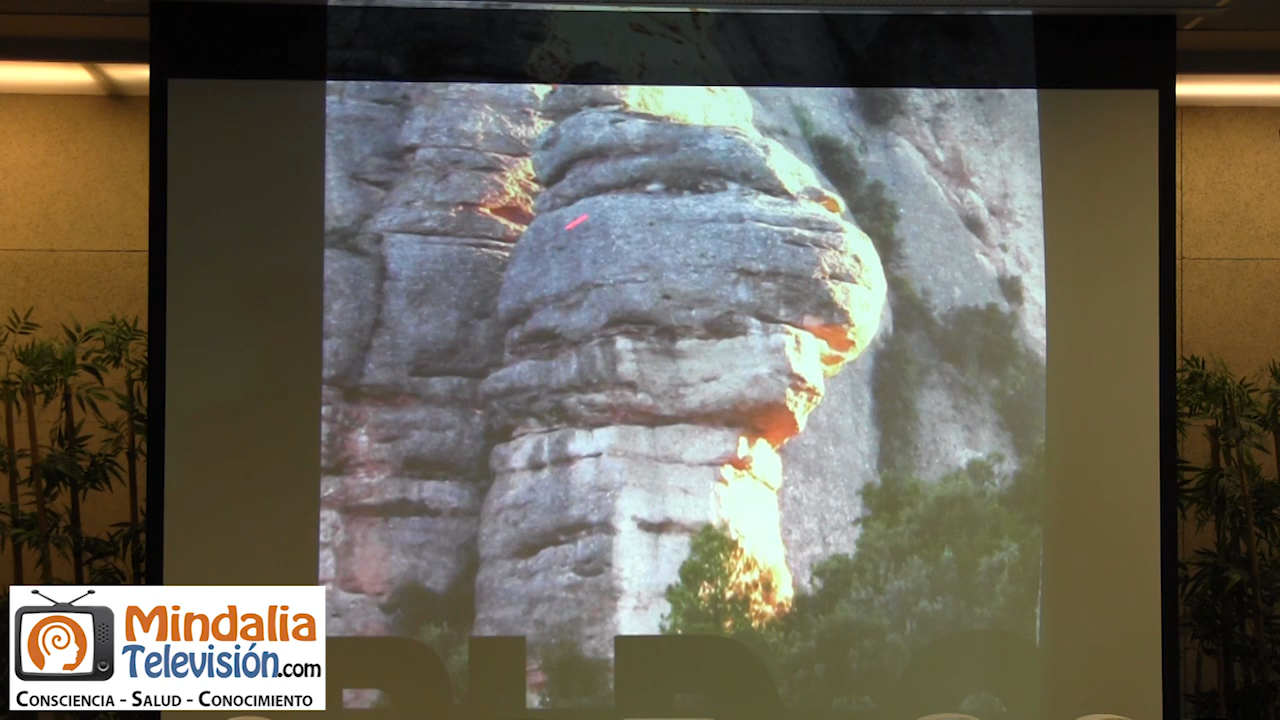 Mindalia
Televisión.com
Consciencia - Salud - Conocimiento